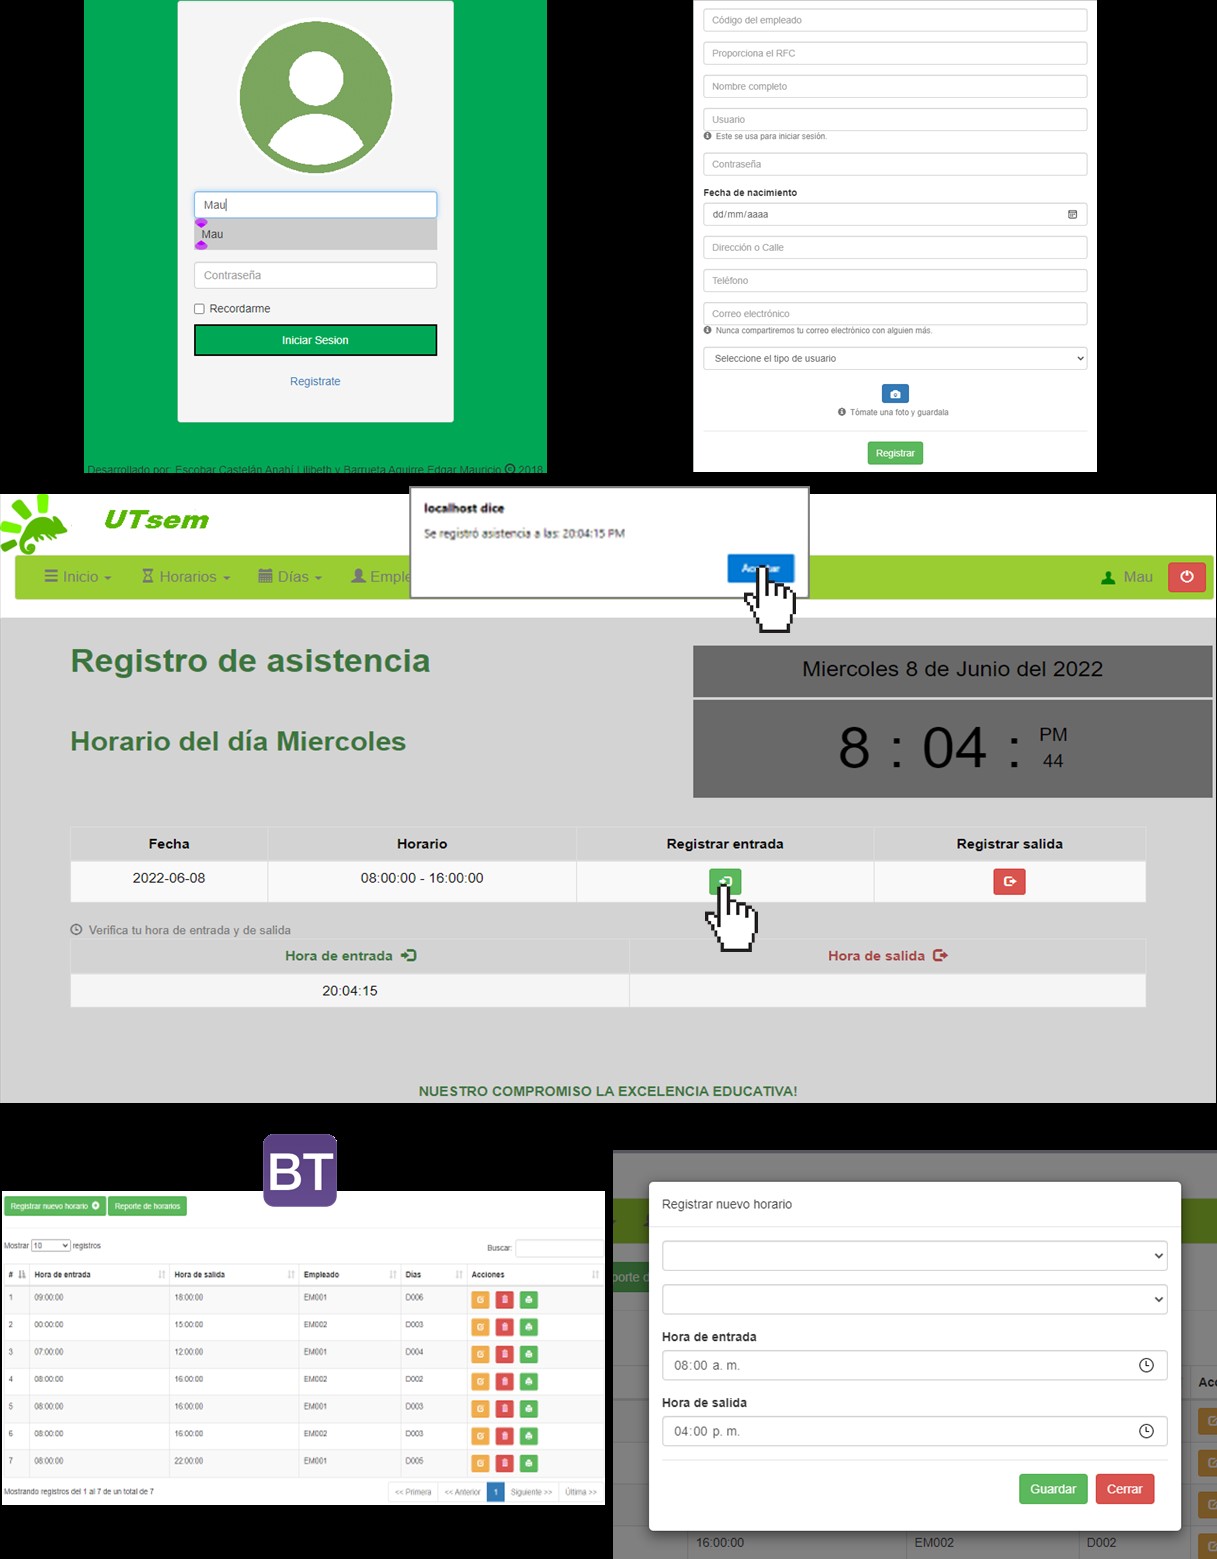 Mau
Mau
Contraseña
Recordarme
Iniciar Sesion
Registrate
Desarrollado por: Escobar Castelán Anahí Lilibeth y Barrueta Aguirre Edgar Mauricio © 2018
Código del empleado
Proporciona el RFC
Nombre completo
Usuario
Este se usa para iniciar sesión.
Contraseña
Fecha de nacimiento
dd/mm/aaaa
Dirección o Calle
Teléfono
Correo electrónico
Nunca compartiremos tu correo electrónico con alguien más.
Seleccione el tipo de usuario
Tómate una foto y guardala
Registrar
UTsem
localhost dice
Se registró asistencia a las: 20:04:15 PM
Inicio Horarios Días Mau
Registro de asistencia
Miercoles 8 de Junio del 2022
Horario del día Miercoles
8 : 04 : PM
44
Fecha Horario Registrar entrada Registrar salida
2022-06-08 08:00:00 - 16:00:00
Verifica tu hora de entrada y de salida
Hora de entrada Hora de salida
20:04:15
NUESTRO COMPROMISO LA EXCELENCIA EDUCATIVA!
BT
Registrar nuevo horario Reporte de horarios
Mostrar 10 registros Buscar:
# Hora de entrada Hora de salida Empleado Días Acciones
1 09:00:00 18:00:00 EM001 D006
2 00:00:00 15:00:00 EM002 D003
3 07:00:00 12:00:00 EM001 D004
4 08:00:00 16:00:00 EM002 D002
5 08:00:00 16:00:00 EM001 D003
6 08:00:00 16:00:00 EM002 D003
7 08:00:00 22:00:00 EM001 D005
Mostrando registros del 1 al 7 de un total de 7
<< Primera << Anterior 1 Siguiente >> Última >>
Registrar nuevo horario
Hora de entrada
08:00 a. m.
Hora de salida
04:00 p. m.
Guardar Cerrar
16:00:00 EM002 D002